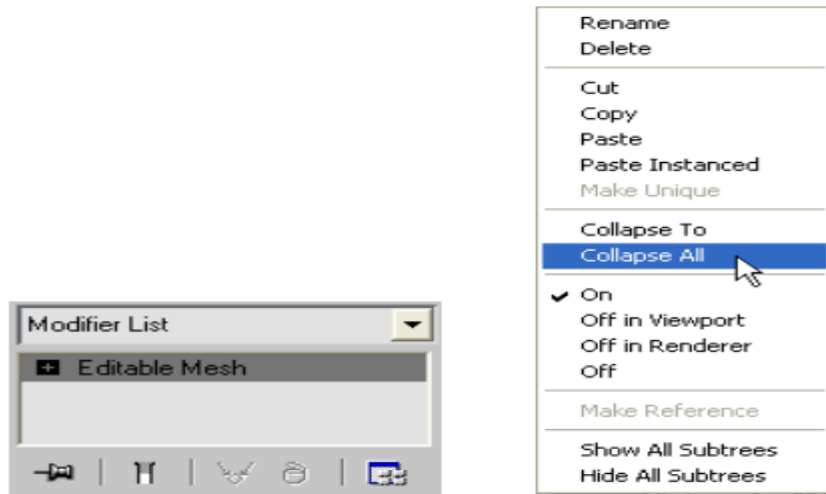 Modifier List
Editable Mesh
Rename
Delete
Cut
Copy
Paste
Paste Instanced
Make Unique
Collapse To
Collapse All
On
Off in Viewport
Off in Renderer
Off
Make Reference
Show All Subtrees
Hide All Subtrees